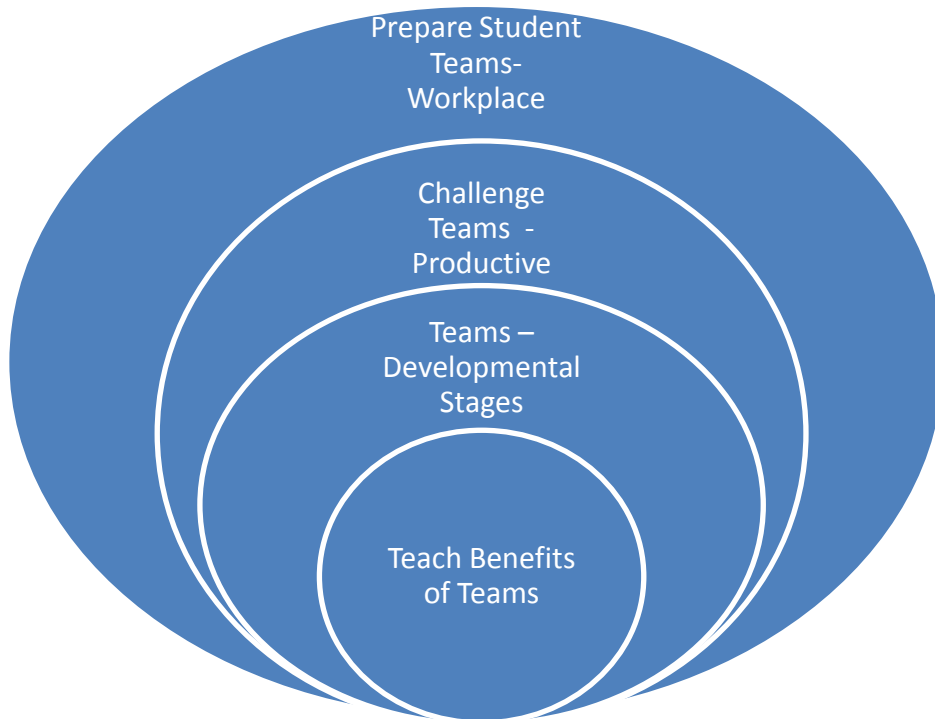 Prepare Student
Teams-
Workplace
Challenge
Teams -
Productive
Teams –
Developmental
Stages
Teach Benefits
of Teams